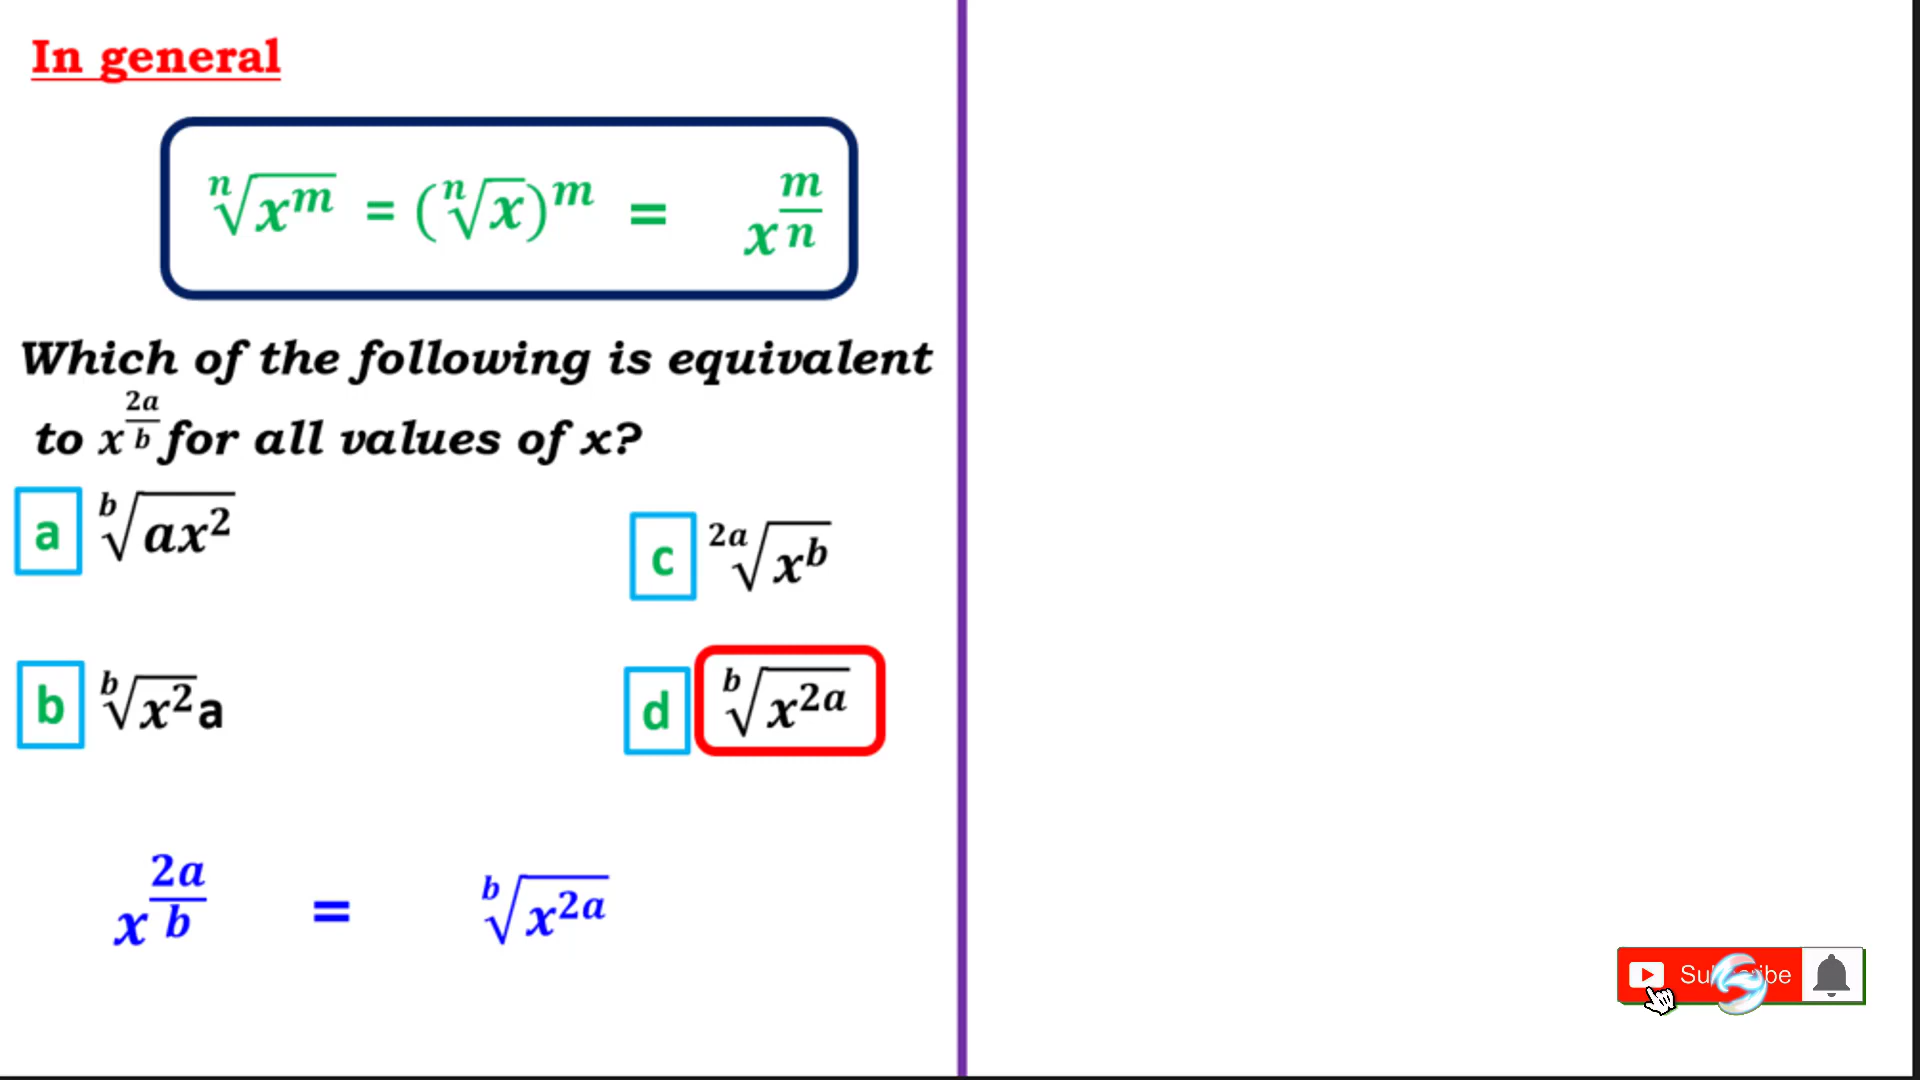 In general
ⁿ√xᵐ = (ⁿ√x)ᵐ = x^(m/n)
Which of the following is equivalent
to x^(2a/b) for all values of x?
a ᵇ√ax²
c ²ᵃ√xᵇ
b ᵇ√x² a
d ᵇ√x²ᵃ
x^(2a/b) = ᵇ√x²ᵃ